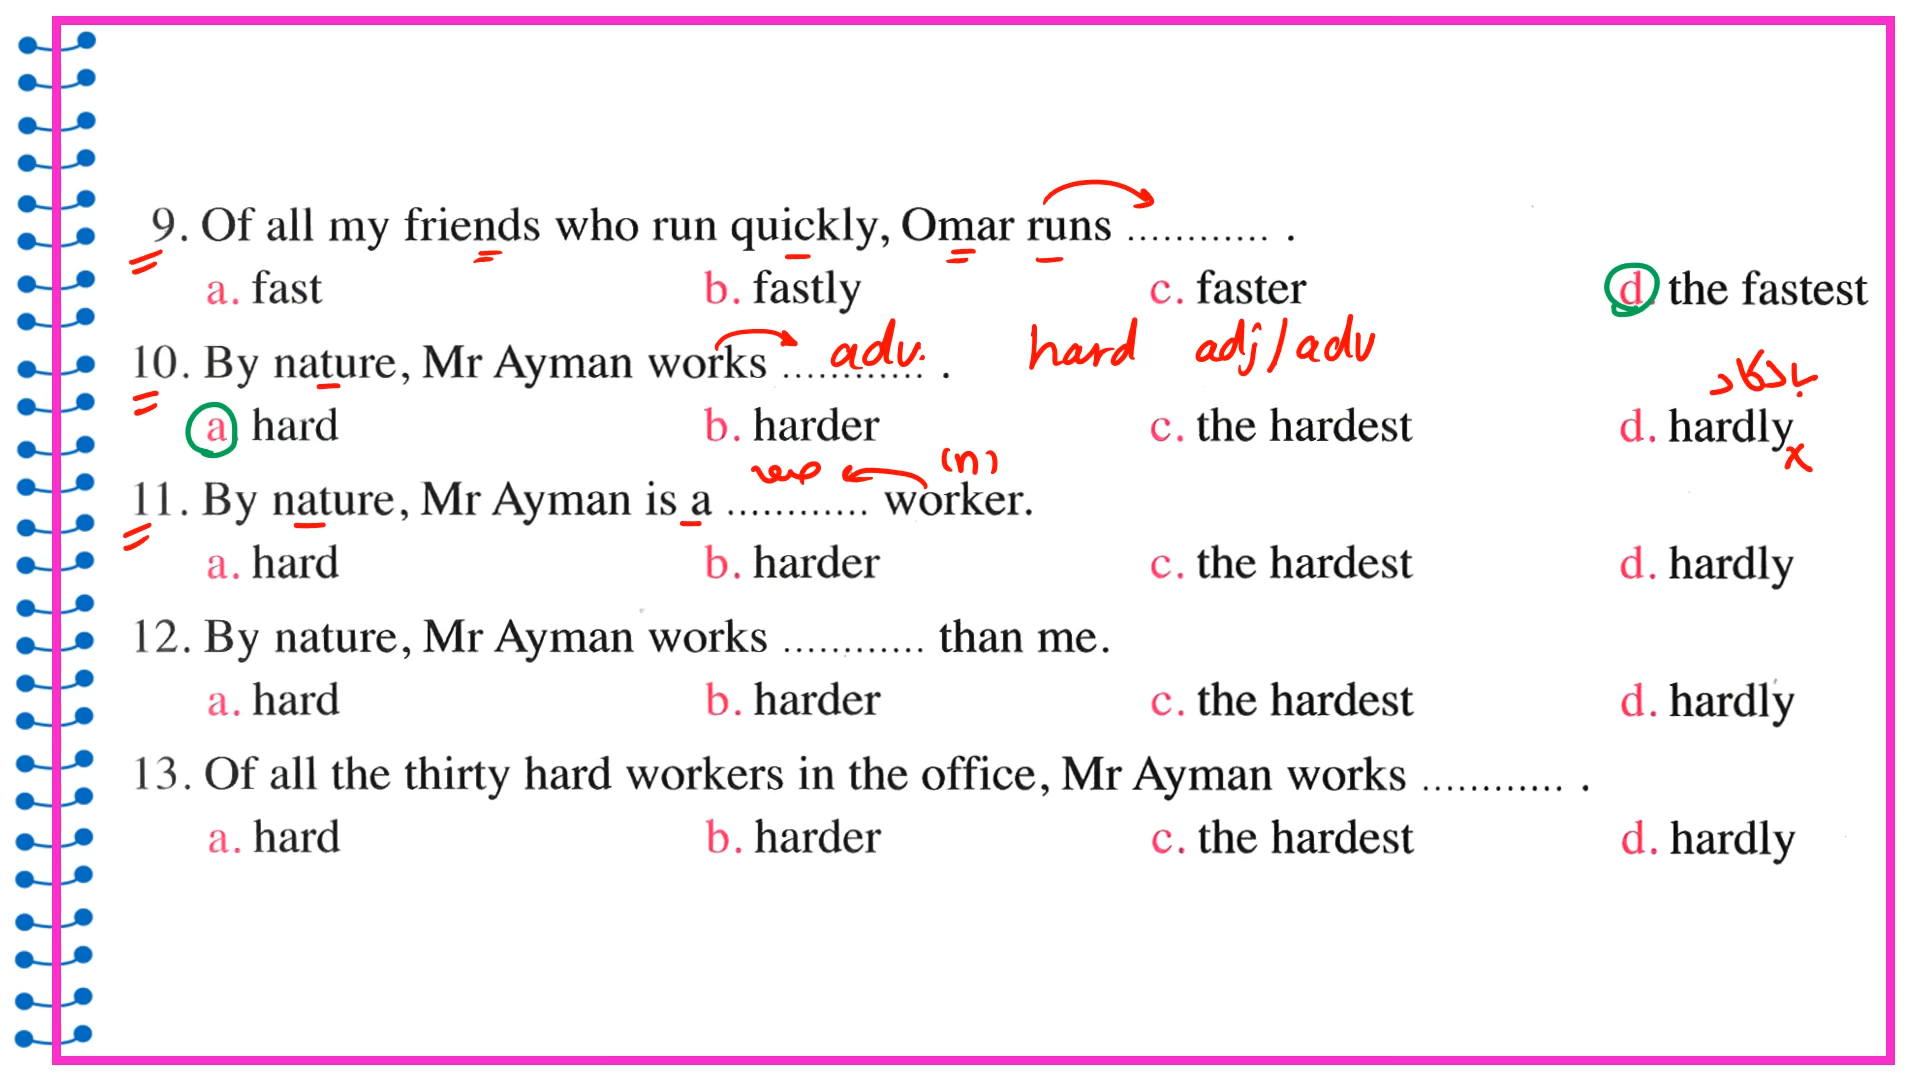 9. Of all my friends who run quickly, Omar runs ............ .
a. fast b. fastly c. faster d. the fastest
hard adj/adv
10. By nature, Mr Ayman works ............ .
adv.
بالكاد
a. hard b. harder c. the hardest d. hardly x
صفه (n)
11. By nature, Mr Ayman is a ............ worker.
a. hard b. harder c. the hardest d. hardly
12. By nature, Mr Ayman works ............ than me.
a. hard b. harder c. the hardest d. hardly
13. Of all the thirty hard workers in the office, Mr Ayman works ............ .
a. hard b. harder c. the hardest d. hardly